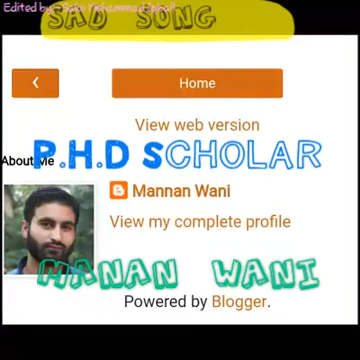 SAD SONG
Home
View web version
About Me
P.H.D SCHOLAR
Mannan Wani
View my complete profile
MANAN WANI
Powered by Blogger.